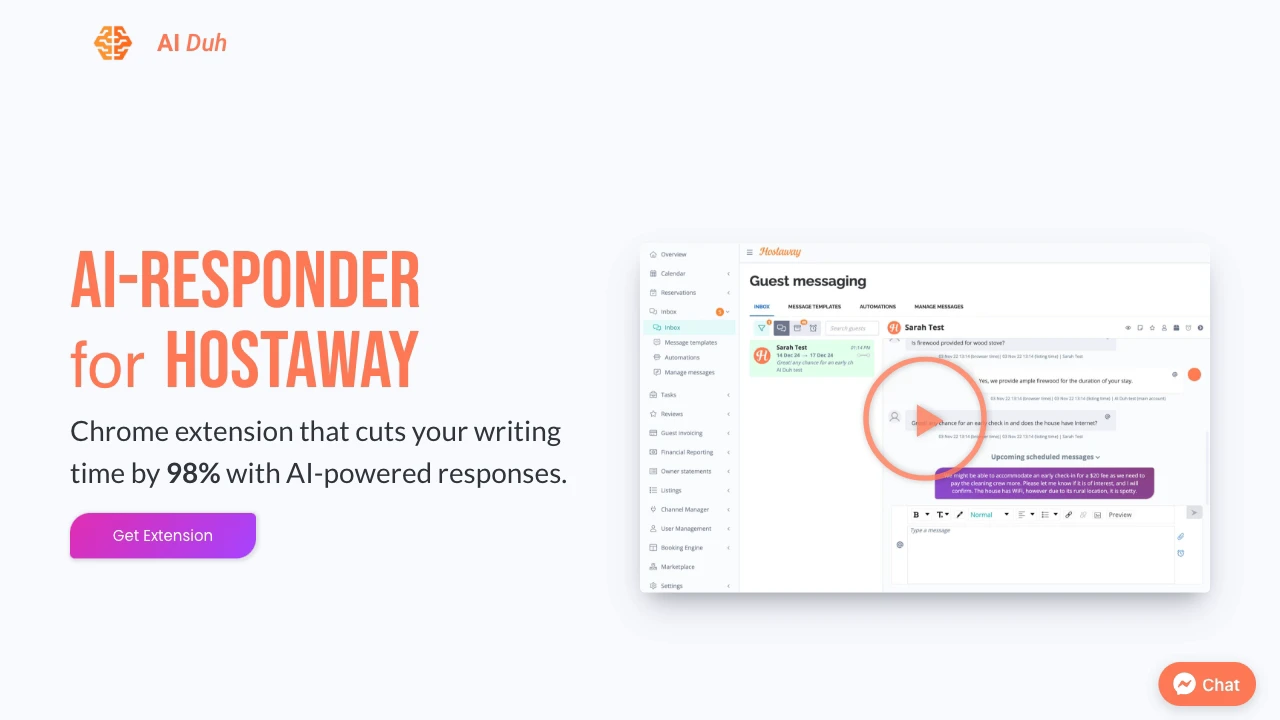 AI Duh
AI-RESPONDER
for HOSTAWAY
Chrome extension that cuts your writing
time by 98% with AI-powered responses.
Get Extension
Hostaway
Overview
Calendar
Reservations
Inbox
Inbox
Message templates
Automations
Manage messages
Tasks
Reviews
Guest invoicing
Financial Reporting
Owner statements
Listings
Channel Manager
User Management
Booking Engine
Marketplace
Settings
Guest messaging
INBOX MESSAGE TEMPLATES AUTOMATIONS MANAGE MESSAGES
Search guests
Sarah Test
14 Dec 24 → 17 Dec 24
Great! any chance for an early ch
AI Duh test
Sarah Test
Is firewood provided for wood stove?
Yes, we provide ample firewood for the duration of your stay.
Great! any chance for an early check in and does the house have Internet?
Upcoming scheduled messages
might be able to accommodate an early check-in for a $20 fee as we need to
pay the cleaning crew more. Please let me know if it is of interest, and I will
confirm. The house has WiFi, however due to its rural location, it is spotty.
B T Normal Preview
Type a message
Chat